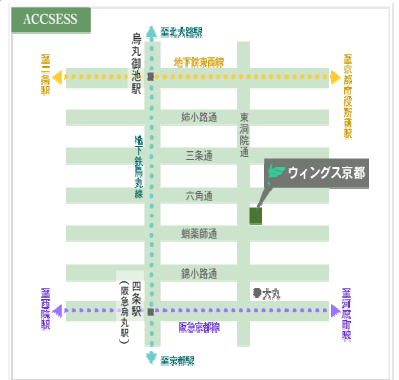 ACCSESS
至北大路駅
烏丸御池駅
地下鉄東西線
至二条駅
至京都市役所前駅
姉小路通
東洞院通
地下鉄烏丸線
三条通
ウィングス京都
六角通
蛸薬師通
錦小路通
四条駅
(阪急烏丸駅)
大丸
至西院駅
至河原町駅
阪急京都線
至京都駅